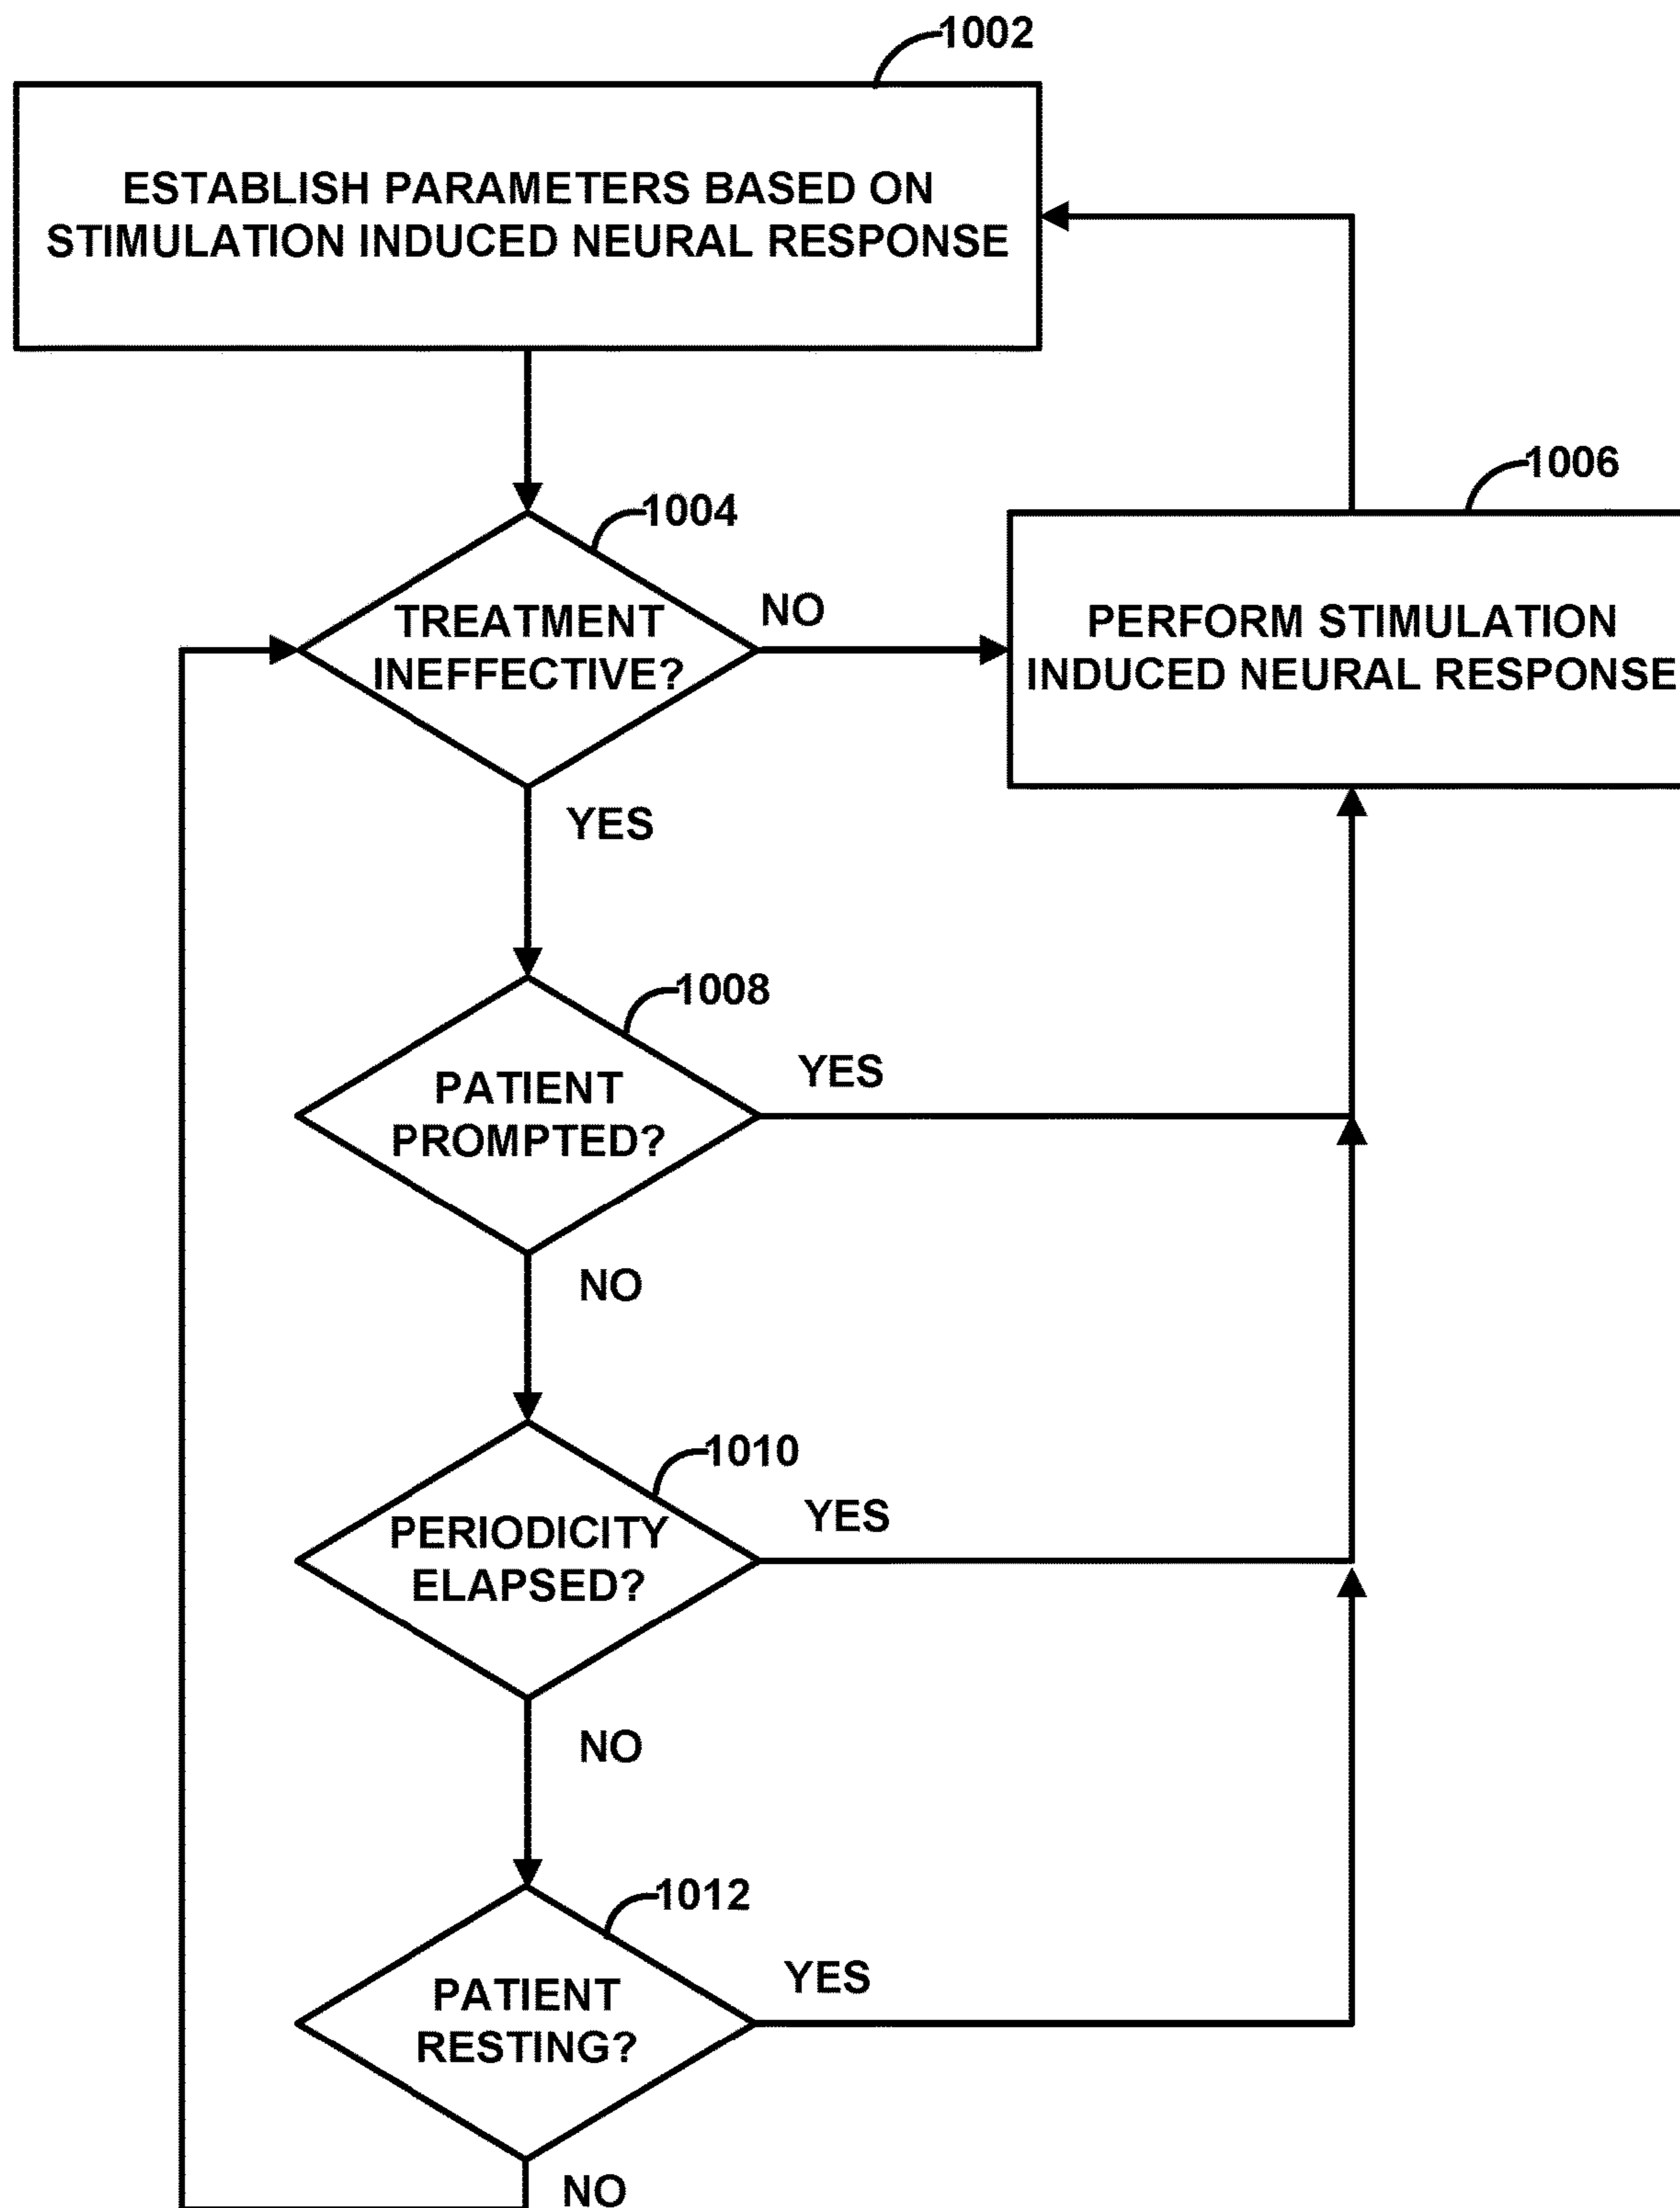 1002
ESTABLISH PARAMETERS BASED ON
STIMULATION INDUCED NEURAL RESPONSE
1004
TREATMENT
INEFFECTIVE?
NO
YES
1006
PERFORM STIMULATION
INDUCED NEURAL RESPONSE
1008
PATIENT
PROMPTED?
YES
NO
1010
PERIODICITY
ELAPSED?
YES
NO
1012
PATIENT
RESTING?
YES
NO